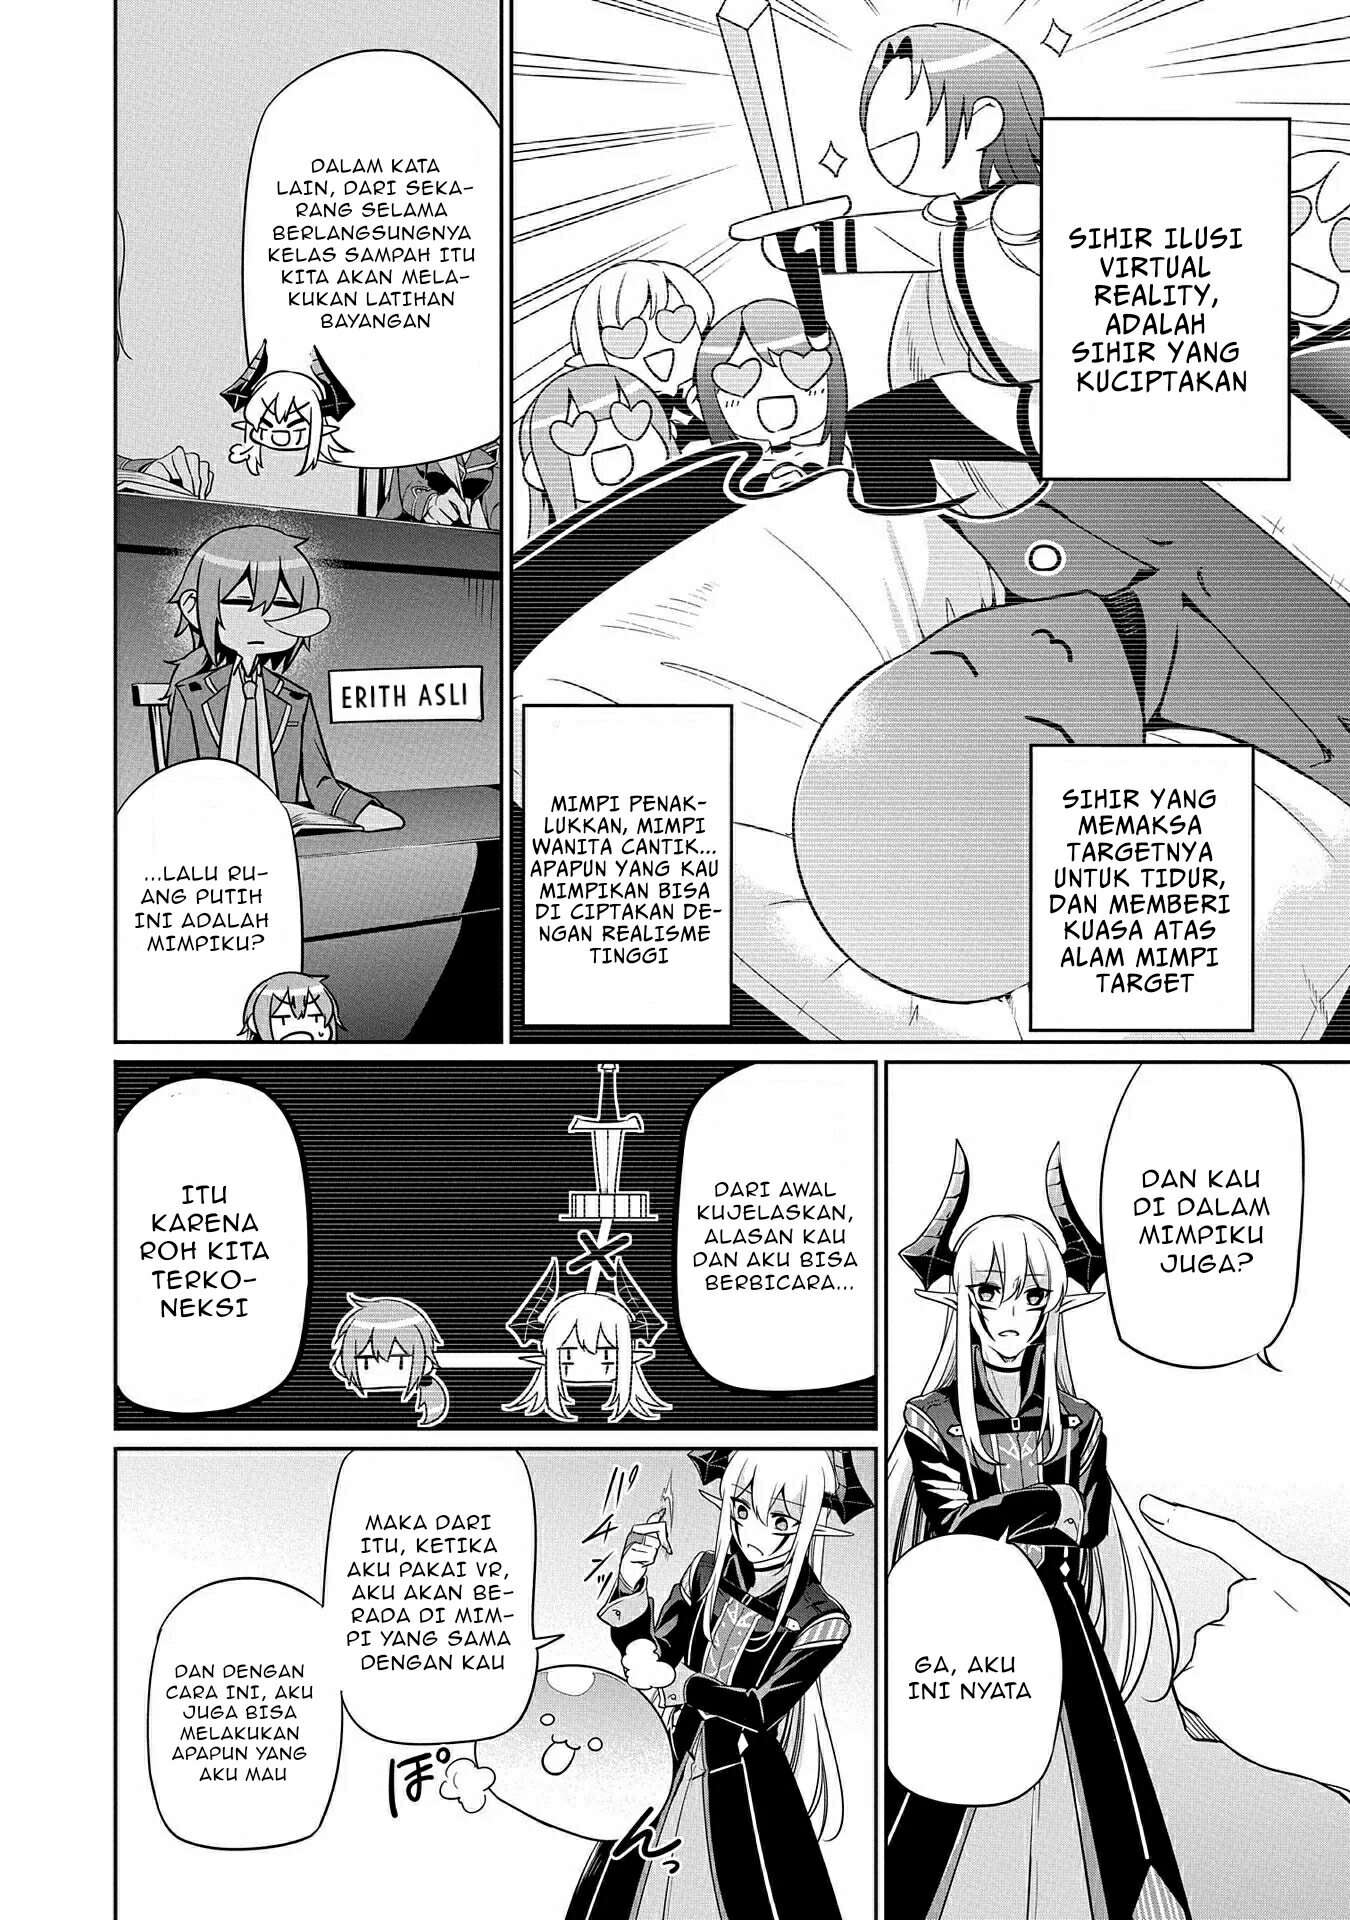 SIHIR ILUSI
VIRTUAL
REALITY,
ADALAH
SIHIR YANG
KUCIPTAKAN
SIHIR YANG
MEMAKSA
TARGETNYA
UNTUK TIDUR,
DAN MEMBERI
KUASA ATAS
ALAM MIMPI
TARGET
MIMPI PENAK-
LUKKAN, MIMPI
WANITA CANTIK...
APAPUN YANG KAU
MIMPIKAN BISA
DI CIPTAKAN DE-
NGAN REALISME
TINGGI
DALAM KATA
LAIN, DARI SEKA-
RANG SELAMA
BERLANGSUNGNYA
KELAS SAMPAH ITU
KITA AKAN MELA-
KUKAN LATIHAN
BAYANGAN
ERITH ASLI
...LALU RU-
ANG PUTIH
INI ADALAH
MIMPIKU?
DAN KAU
DI DALAM
MIMPIKU
JUGA?
GA, AKU
INI NYATA
DARI AWAL
KUJELASKAN,
ALASAN KAU
DAN AKU BISA
BERBICARA...
ITU
KARENA
ROH KITA
TERKO-
NEKSI
MAKA DARI
ITU, KETIKA
AKU PAKAI VR,
AKU AKAN BE-
RADA DI MIM-
PI YANG SAMA
DENGAN KAU
ぽんっ
DAN DENGAN
CARA INI, AKU
JUGA BISA
MELAKUKAN
APAPUN YANG
AKU MAU